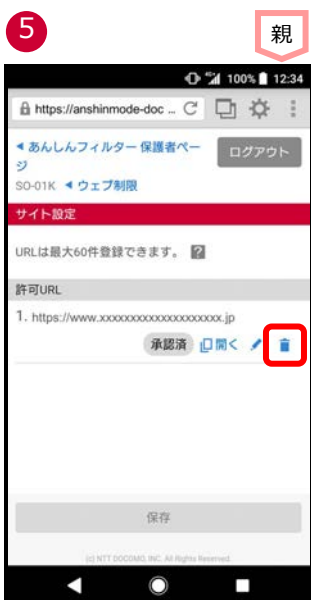 5
親
100% 12:34
https://anshinmode-doc ...
あんしんフィルター 保護者ペー
ジ
ログアウト
SO-01K ウェブ制限
サイト設定
URLは最大60件登録できます。 ?
許可URL
1. https://www.xxxxxxxxxxxxxxxxxxxx.jp
承認済 開く
保存
(c) NTT DOCOMO, INC. All Rights Reserved.